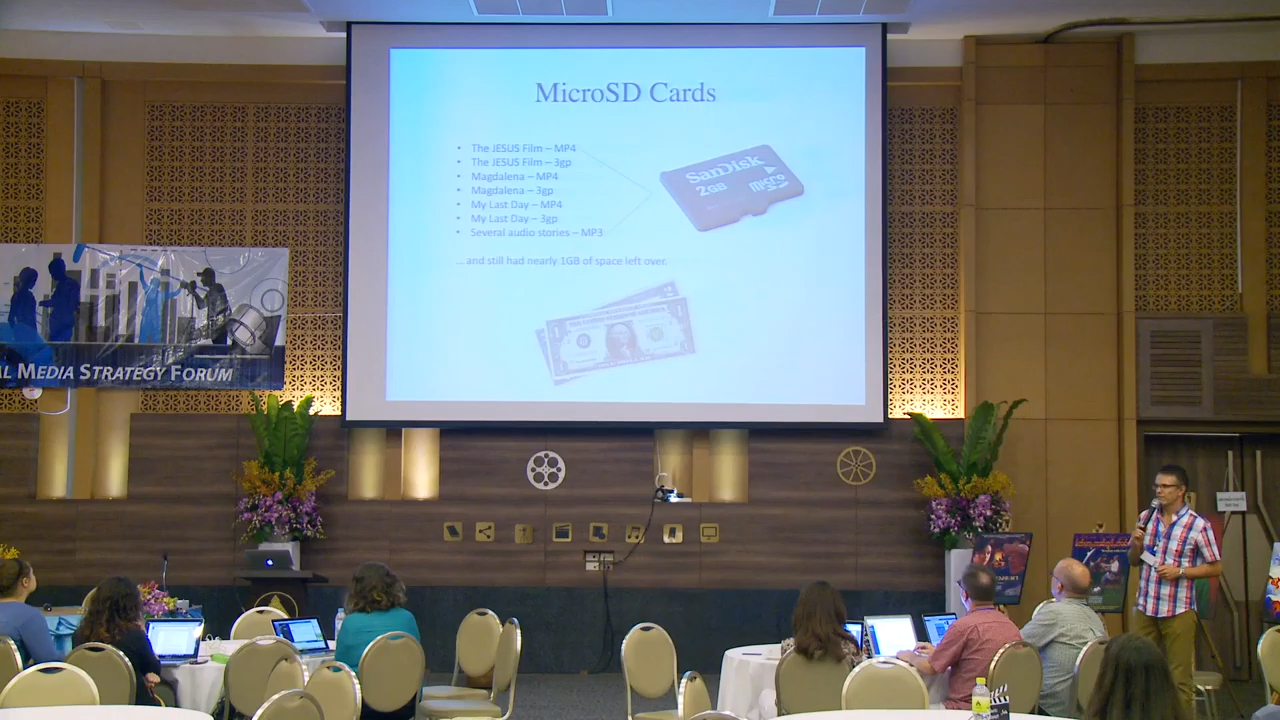 MicroSD Cards
• The JESUS Film – MP4
• The JESUS Film – 3gp
• Magdalena – MP4
• Magdalena – 3gp
• My Last Day – MP4
• My Last Day – 3gp
• Several audio stories – MP3
... and still had nearly 1GB of space left over.
SanDisk
2GB
micro
AL MEDIA STRATEGY FORUM